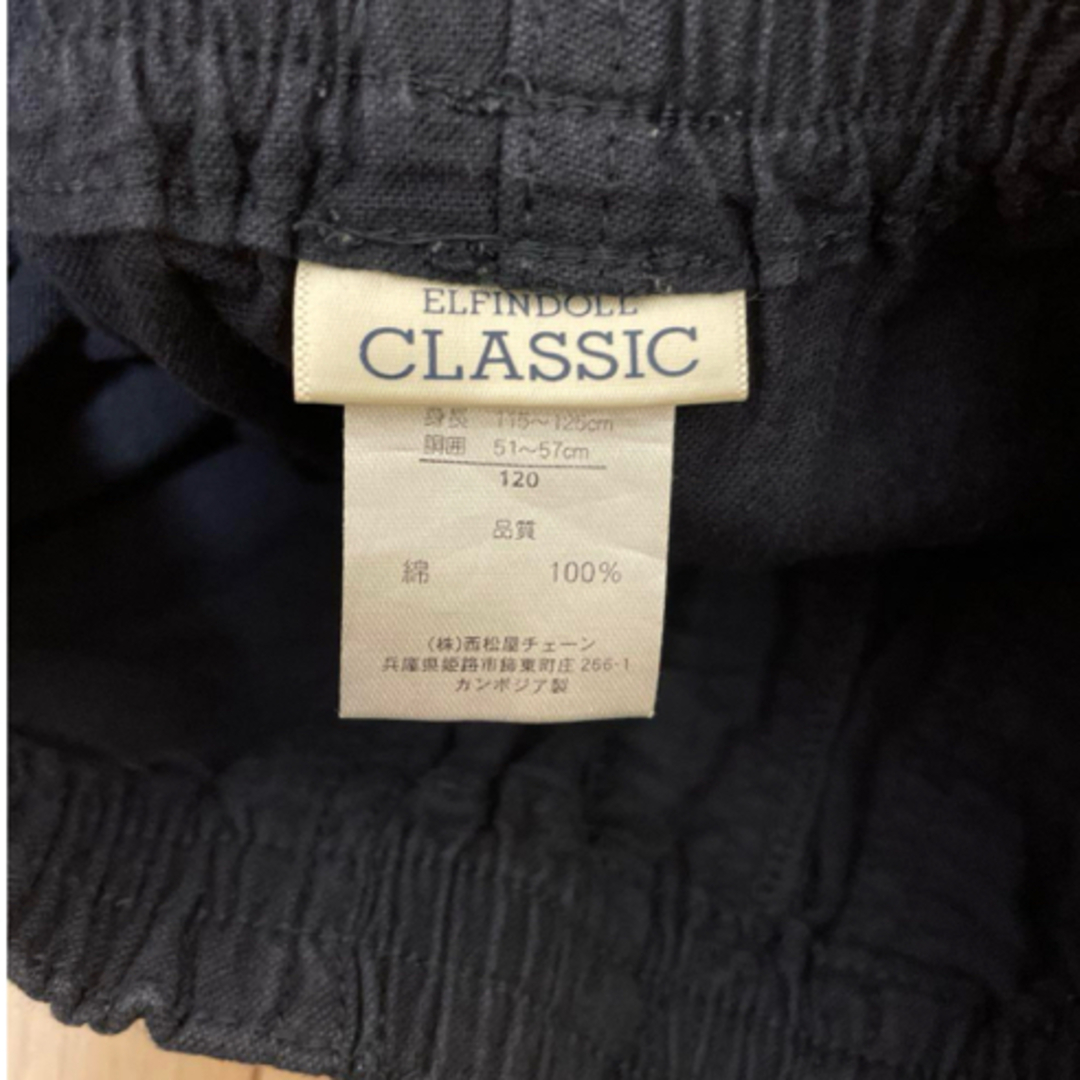 ELFINDOLL
CLASSIC
身長 115～125cm
胴囲 51～57cm
120
品質
綿 100%
(株)西松屋チェーン
兵庫県姫路市飾東町庄 266-1
カンボジア製